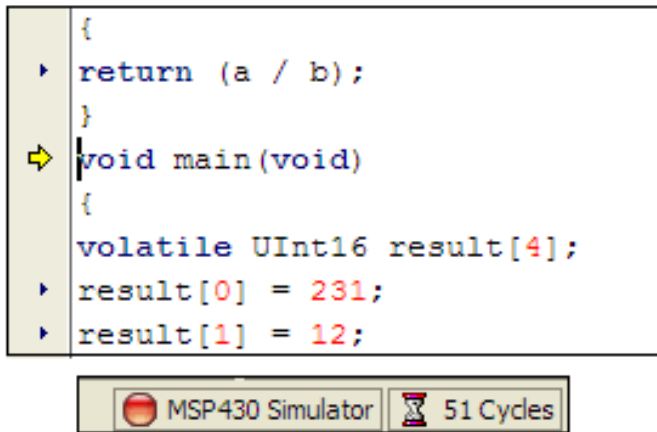 {
return (a / b);
}
void main(void)
{
volatile UInt16 result[4];
result[0] = 231;
result[1] = 12;
MSP430 Simulator 51 Cycles